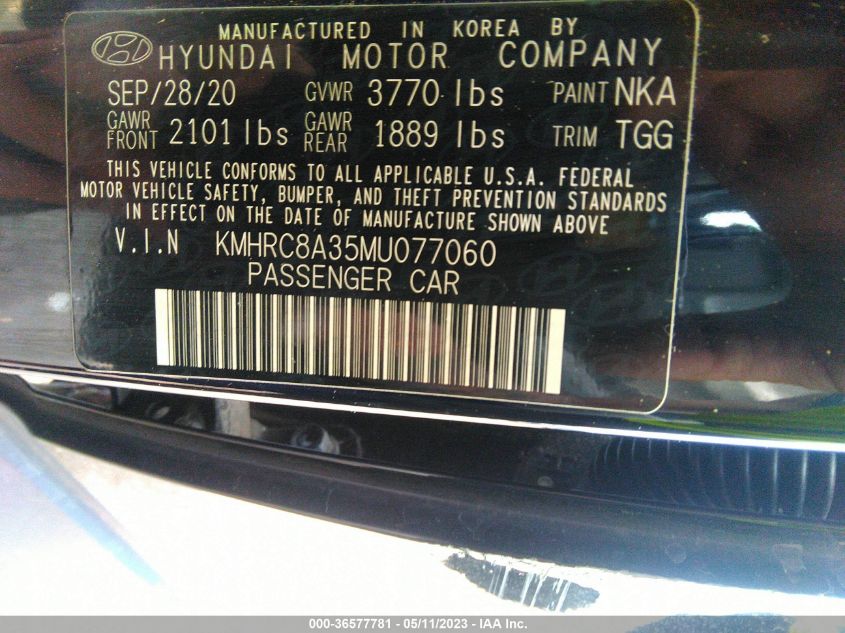 MANUFACTURED IN KOREA BY
HYUNDAI MOTOR COMPANY
SEP/28/20 GVWR 3770 lbs PAINT NKA
GAWR FRONT 2101 lbs GAWR REAR 1889 lbs TRIM TGG
THIS VEHICLE CONFORMS TO ALL APPLICABLE U.S.A. FEDERAL
MOTOR VEHICLE SAFETY, BUMPER, AND THEFT PREVENTION STANDARDS
IN EFFECT ON THE DATE OF MANUFACTURE SHOWN ABOVE
V.I.N KMHRC8A35MU077060
PASSENGER CAR
000-36577781 - 05/11/2023 - IAA Inc.